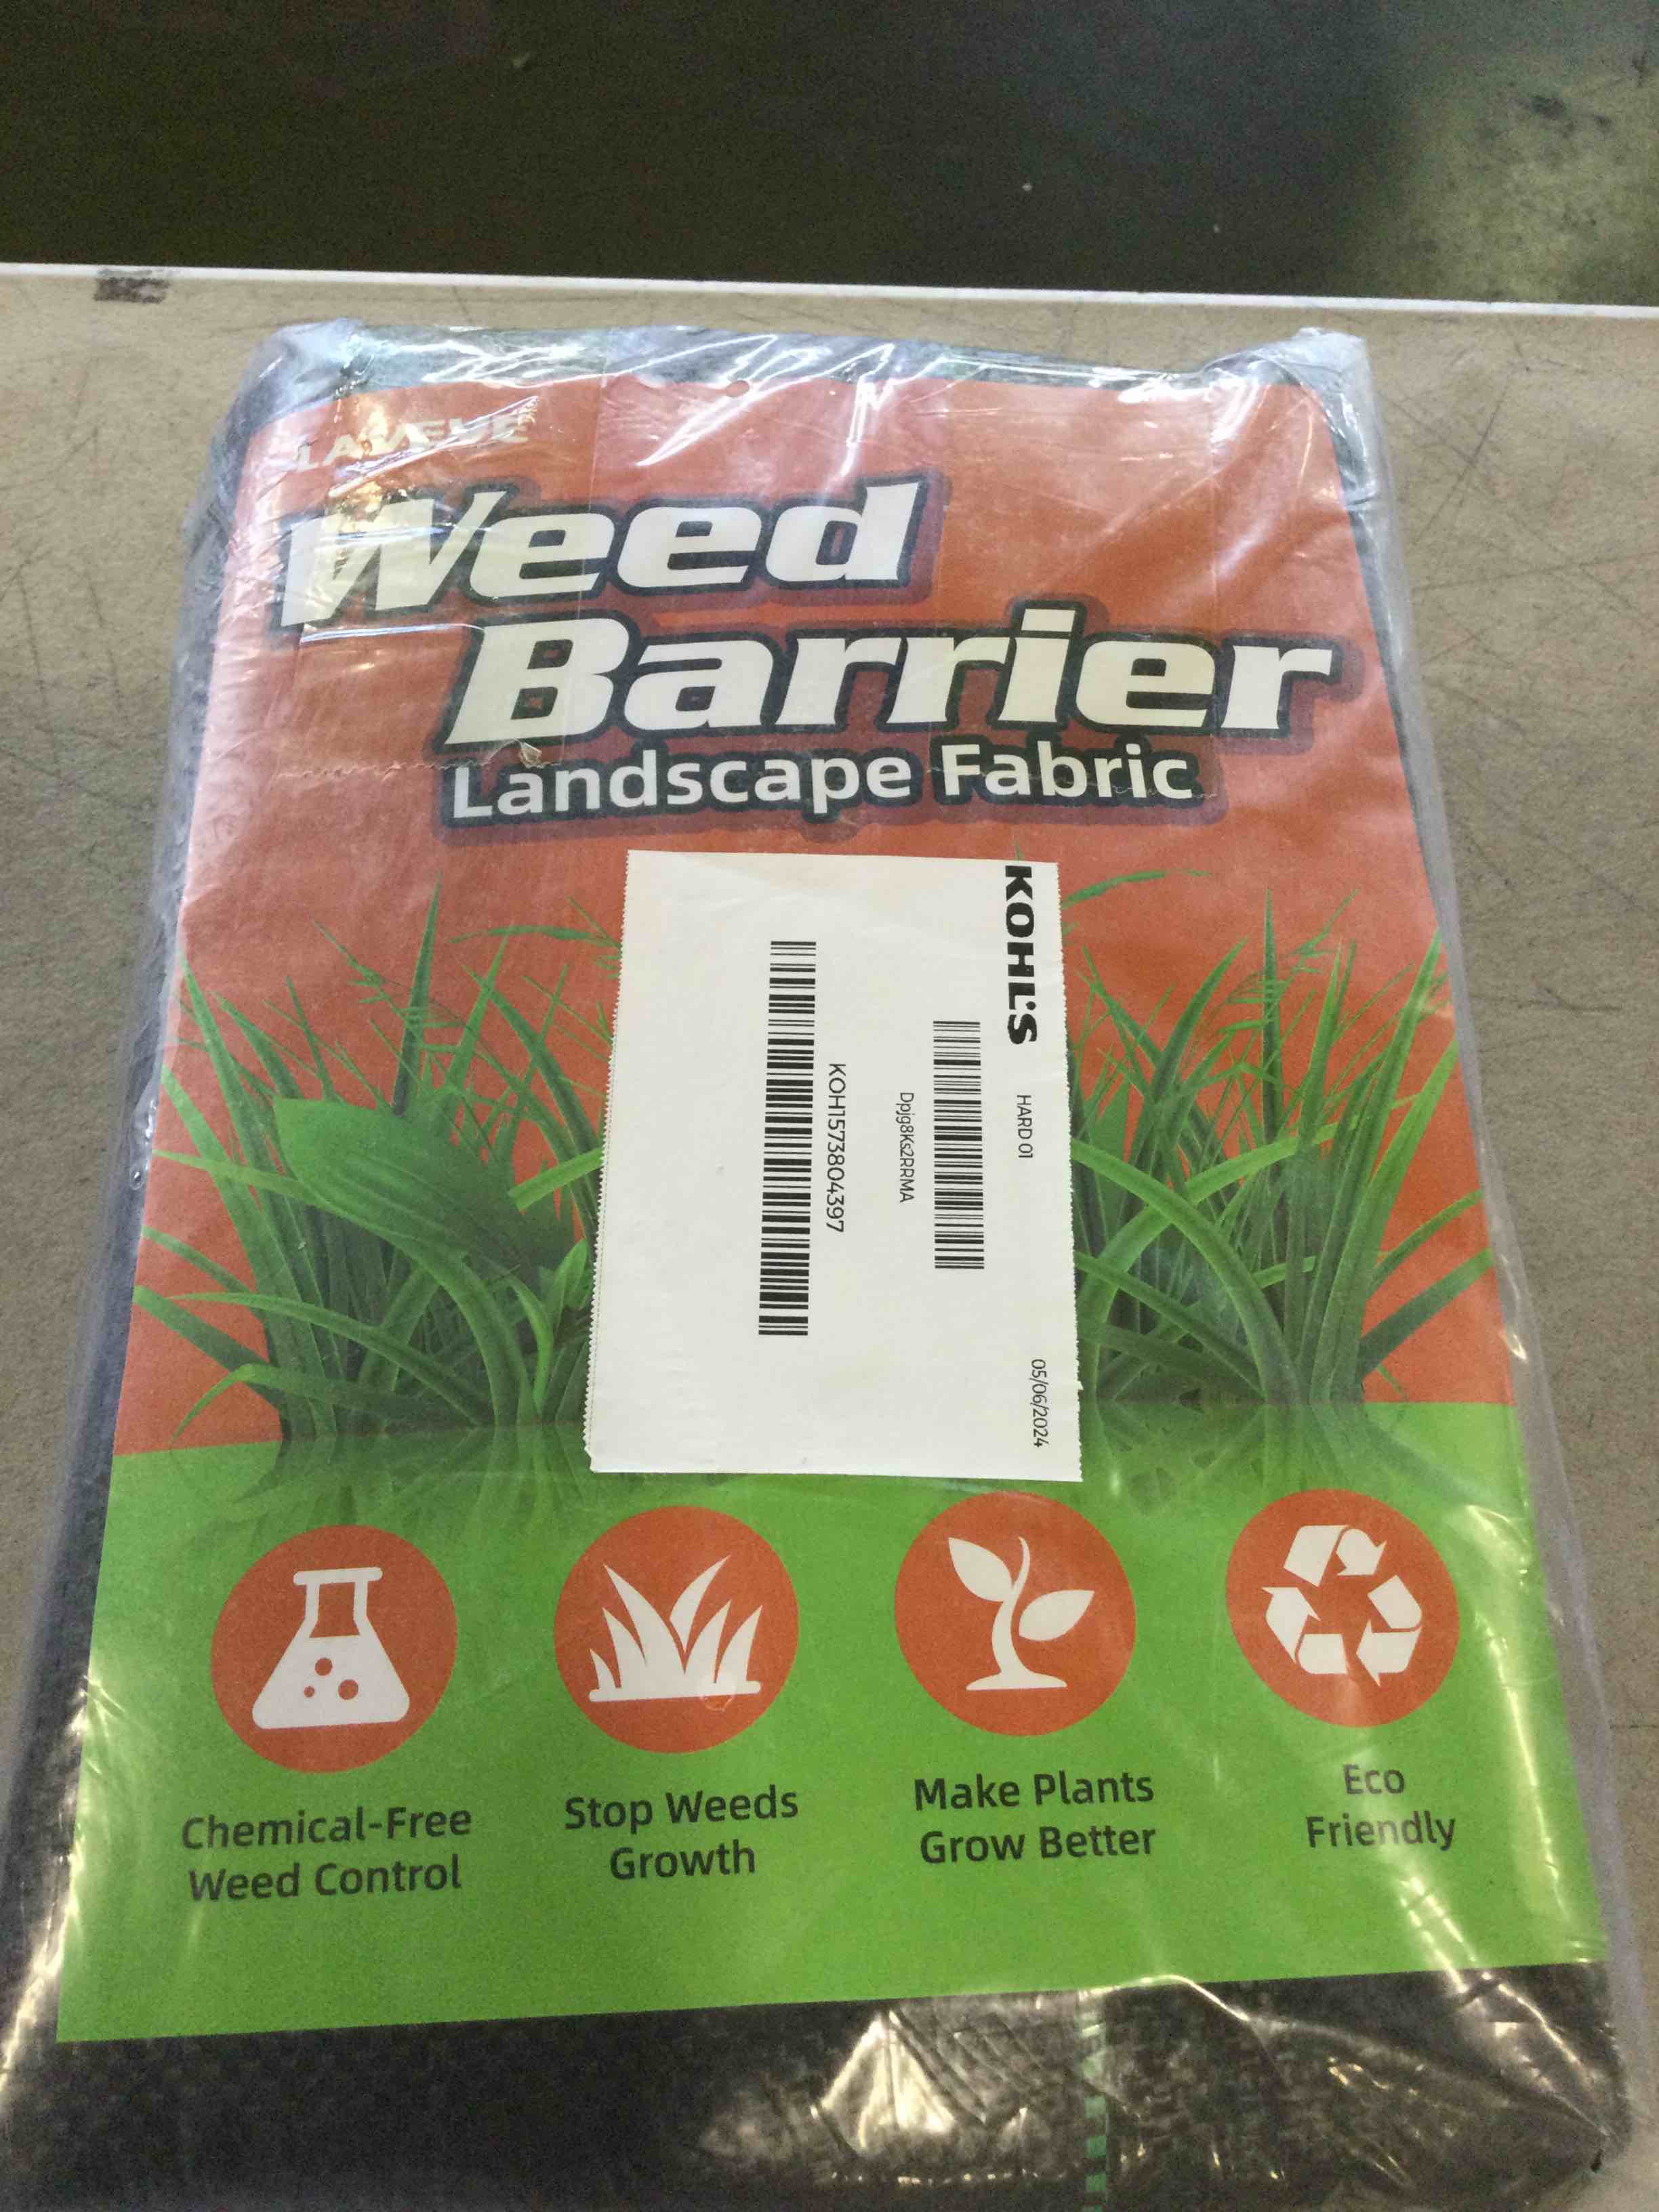 LAVEVE
Weed
Barrier
Landscape Fabric
KOHL'S
HARD 01
05/06/2024
Dpjg8Ks2RRMA
KOH1573804397
Chemical-Free
Weed Control
Stop Weeds
Growth
Make Plants
Grow Better
Eco
Friendly